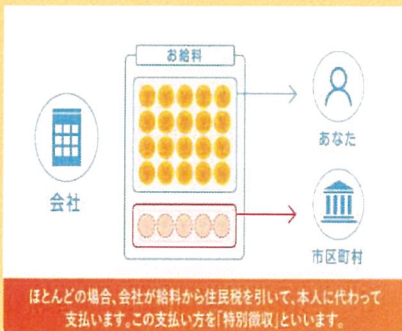 お給料
会社
あなた
市区町村
ほとんどの場合、会社が給料から住民税を引いて、本人に代わって
支払います。この支払い方を「特別徴収」といいます。